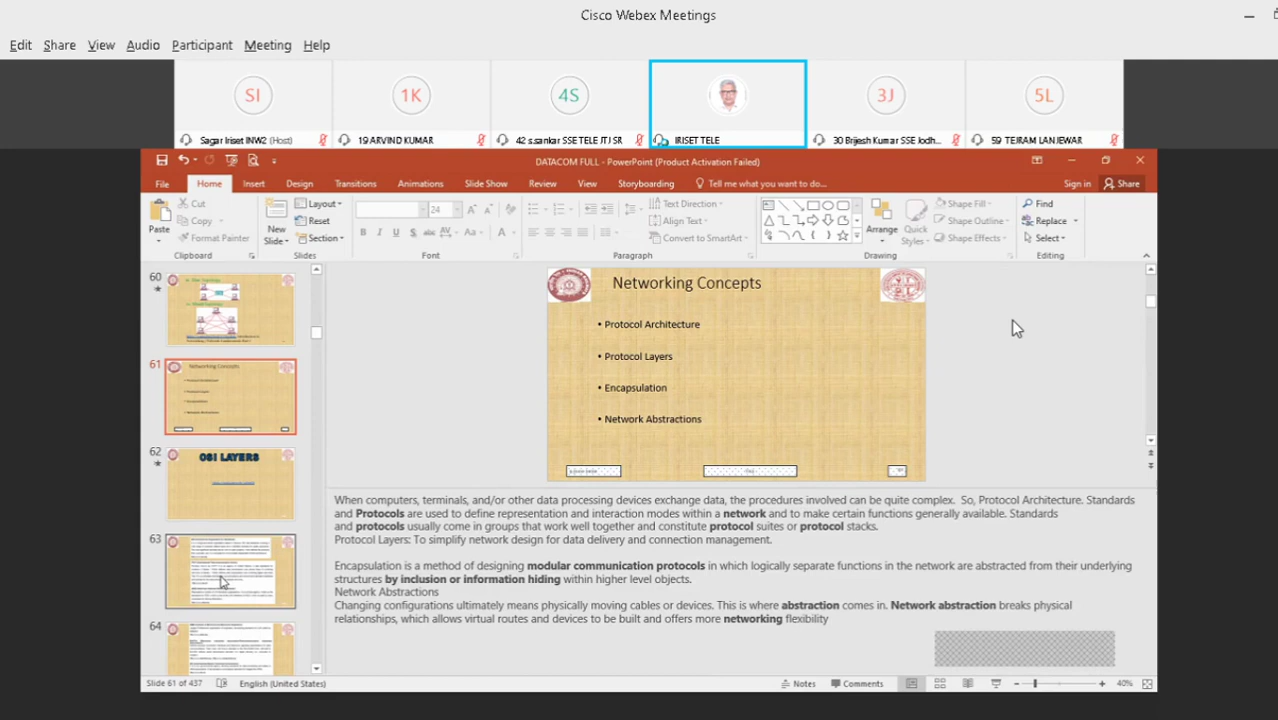 Cisco Webex Meetings
Edit Share View Audio Participant Meeting Help
SI 1K 4S 3J 5L
Sagar Iriset INW2 (Host) 19 ARVIND KUMAR 42 s.sankar SSE TELE JTJ SR IRISET TELE 30 Brijesh Kumar SSE Jodh... 59 TEJRAM LANJEWAR
DATACOM FULL - PowerPoint (Product Activation Failed)
File Home Insert Design Transitions Animations Slide Show Review View Storyboarding Tell me what you want to do... Sign in Share
Paste Cut Copy Format Painter
Clipboard
New Slide Layout Reset Section
Slides
24
B I U S abc AV Aa A
Font
Text Direction
Align Text
Convert to SmartArt
Paragraph
Arrange Quick Styles Shape Fill
Shape Outline
Shape Effects
Drawing
Find
Replace
Select
Editing
60
61
Networking Concepts
62
OSI LAYERS
63
64
Networking Concepts
• Protocol Architecture
• Protocol Layers
• Encapsulation
• Network Abstractions
When computers, terminals, and/or other data processing devices exchange data, the procedures involved can be quite complex. So, Protocol Architecture. Standards
and Protocols are used to define representation and interaction modes within a network and to make certain functions generally available. Standards
and protocols usually come in groups that work well together and constitute protocol suites or protocol stacks.
Protocol Layers: To simplify network design for data delivery and connection management.
Encapsulation is a method of designing modular communication protocols in which logically separate functions in the network are abstracted from their underlying
structures by inclusion or information hiding within higher level objects.
Network Abstractions
Changing configurations ultimately means physically moving cables or devices. This is where abstraction comes in. Network abstraction breaks physical
relationships, which allows virtual routes and devices to be built and offers more networking flexibility
Slide 61 of 437 English (United States) Notes Comments 40%